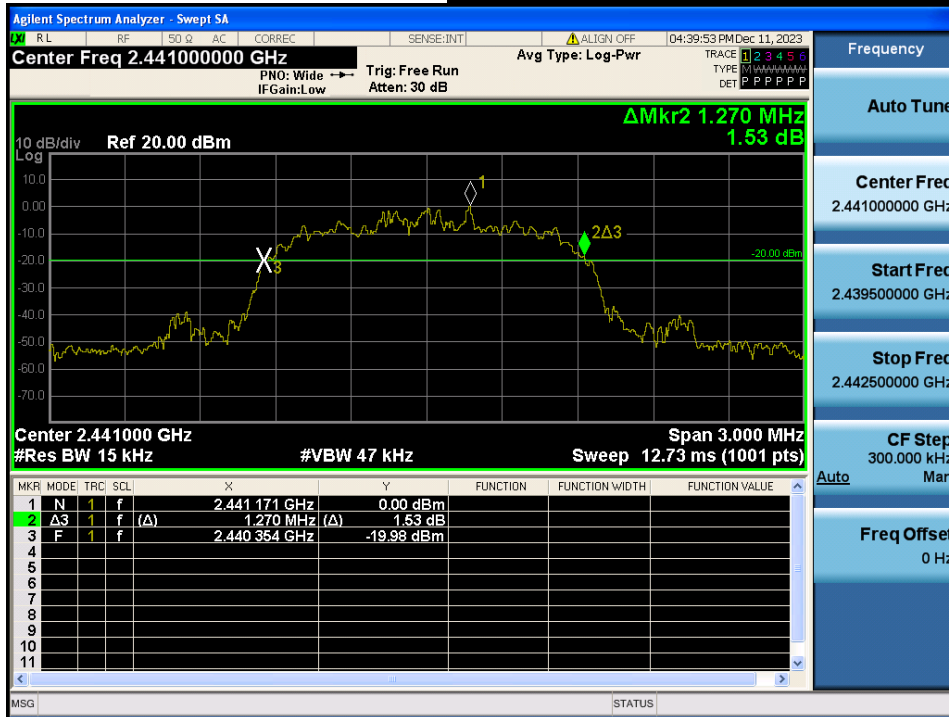 Agilent Spectrum Analyzer - Swept SA
LXI RL RF 50 Ω AC CORREC SENSE:INT ALIGN OFF 04:39:53 PM Dec 11, 2023
Center Freq 2.441000000 GHz
PNO: Wide
IFGain:Low
Trig: Free Run
Atten: 30 dB
Avg Type: Log-Pwr
TRACE 1 2 3 4 5 6
TYPE M
DET P P P P P P
ΔMkr2 1.270 MHz
1.53 dB
10 dB/div Ref 20.00 dBm
Log
10.0
0.00
-10.0
-20.0
-30.0
-40.0
-50.0
-60.0
-70.0
1
2Δ3
3
-20.00 dBm
Center 2.441000 GHz Span 3.000 MHz
#Res BW 15 kHz #VBW 47 kHz Sweep 12.73 ms (1001 pts)
MKR MODE TRC SCL X Y FUNCTION FUNCTION WIDTH FUNCTION VALUE
1 N 1 f 2.441 171 GHz 0.00 dBm
2 Δ3 1 f (Δ) 1.270 MHz (Δ) 1.53 dB
3 F 1 f 2.440 354 GHz -19.98 dBm
4
5
6
7
8
9
10
11
MSG STATUS
Frequency
Auto Tune
Center Freq
2.441000000 GHz
Start Freq
2.439500000 GHz
Stop Freq
2.442500000 GHz
CF Step
300.000 kHz
Auto Man
Freq Offset
0 Hz